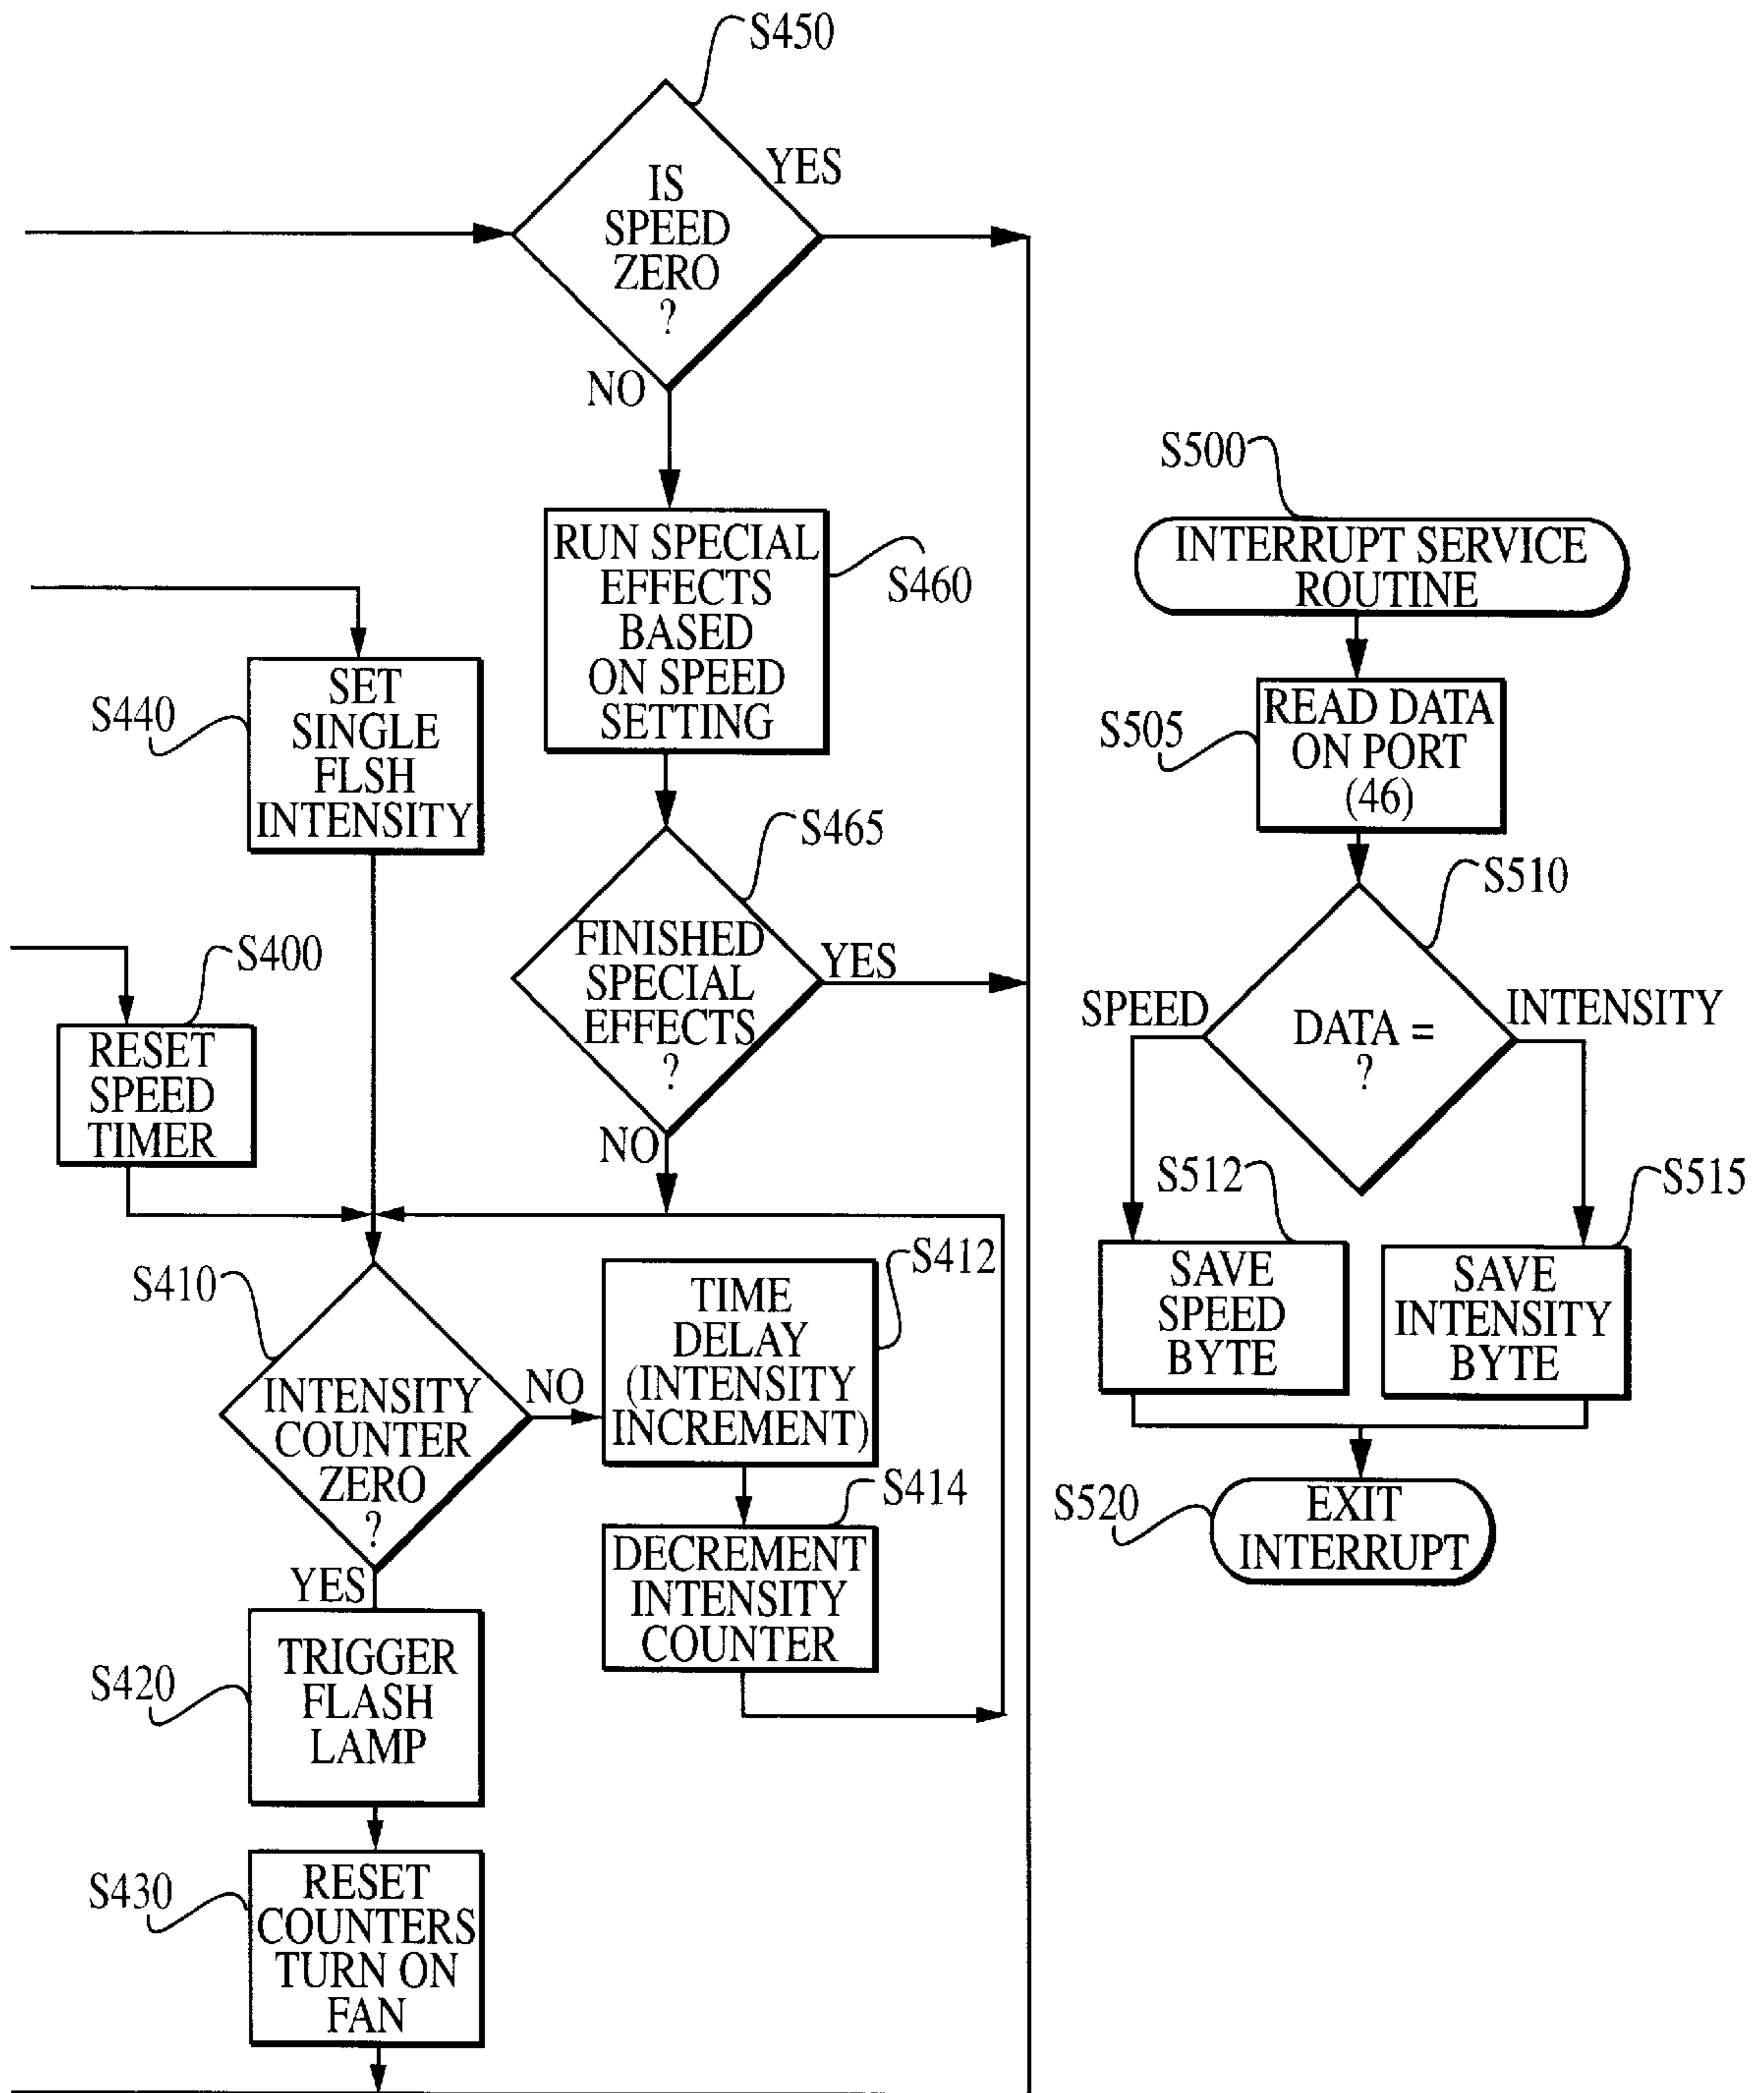 S450
IS
SPEED
ZERO
?
YES
NO
RUN SPECIAL
EFFECTS
BASED
ON SPEED
SETTING
S460
SET
SINGLE
FLSH
INTENSITY
S440
FINISHED
SPECIAL
EFFECTS
?
S465
YES
NO
S400
RESET
SPEED
TIMER
S410
INTENSITY
COUNTER
ZERO
?
NO
YES
S412
TIME
DELAY
(INTENSITY
INCREMENT)
S414
DECREMENT
INTENSITY
COUNTER
S420
TRIGGER
FLASH
LAMP
S430
RESET
COUNTERS
TURN ON
FAN
S500
INTERRUPT SERVICE
ROUTINE
S505
READ DATA
ON PORT
(46)
S510
DATA =
?
SPEED
INTENSITY
S512
SAVE
SPEED
BYTE
S515
SAVE
INTENSITY
BYTE
S520
EXIT
INTERRUPT